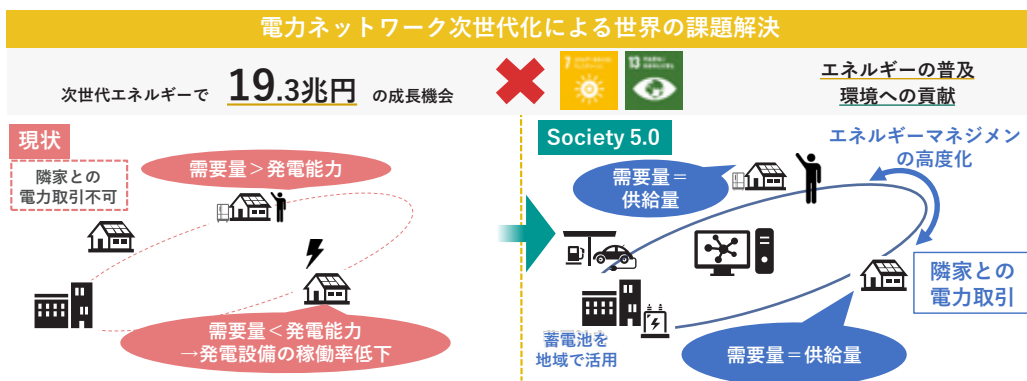 電力ネットワーク次世代化による世界の課題解決
次世代エネルギーで 19.3兆円 の成長機会
7
13
エネルギーの普及
環境への貢献
現状
隣家との
電力取引不可
需要量＞発電能力
需要量＜発電能力
→発電設備の稼働率低下
Society 5.0
需要量＝
供給量
エネルギーマネジメン
の高度化
隣家との
電力取引
蓄電池を
地域で活用
需要量＝供給量